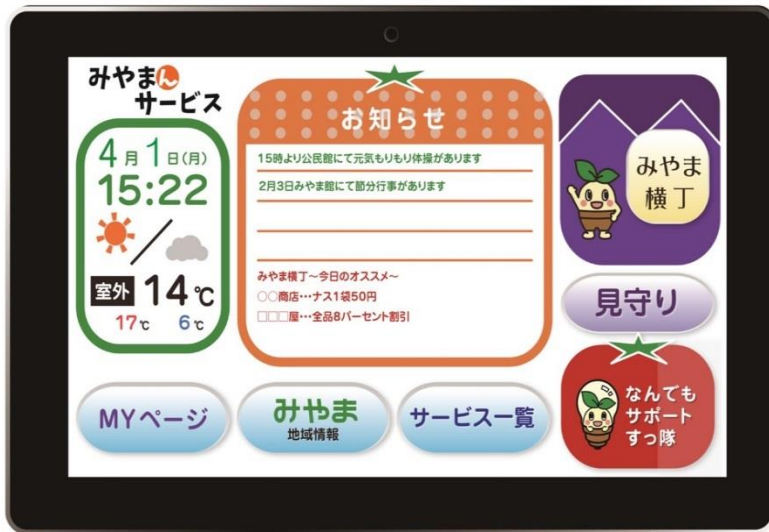 みやまん
サービス
4月1日(月)
15:22
室外 14℃
17℃ 6℃
お知らせ
15時より公民館にて元気もりもり体操があります
2月3日みやま館にて節分行事があります
みやま横丁～今日のオススメ～
○○商店…ナス1袋50円
□□□屋…全品8パーセント割引
みやま
横丁
見守り
MYページ
みやま
地域情報
サービス一覧
なんでも
サポート
すっ隊